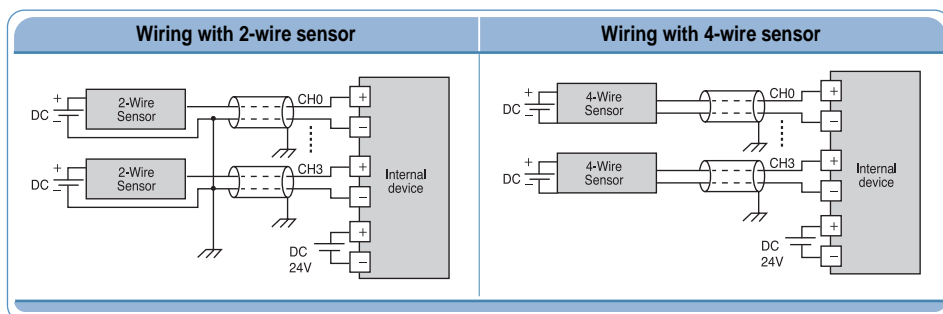 Wiring with 2-wire sensor
Wiring with 4-wire sensor
+
DC
−
2-Wire
Sensor
CH0
+
−
+
DC
−
2-Wire
Sensor
CH3
+
−
Internal
device
DC
24V
+
−
+
DC
−
4-Wire
Sensor
CH0
+
−
+
DC
−
4-Wire
Sensor
CH3
+
−
Internal
device
DC
24V
+
−